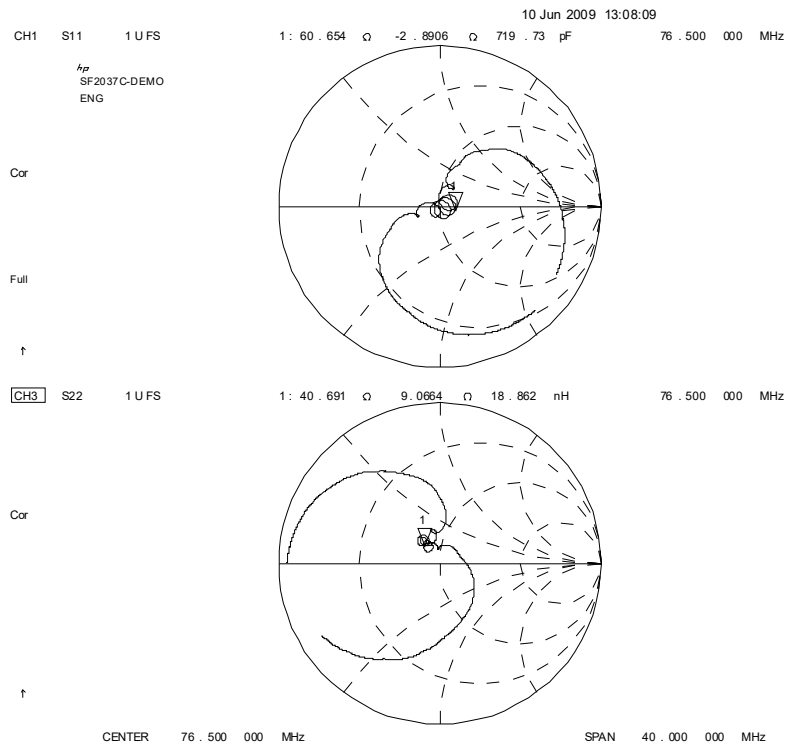 10 Jun 2009 13:08:09
CH1 S11 1 U FS 1: 60 . 654 Ω -2 . 8906 Ω 719 . 73 pF 76 . 500 000 MHz
hp
SF2037C-DEMO
ENG
Cor
1
Full
↑
CH3 S22 1 U FS 1: 40 . 691 Ω 9. 0664 Ω 18 . 862 nH 76 . 500 000 MHz
Cor
1
↑
CENTER 76 . 500 000 MHz SPAN 40 . 000 000 MHz